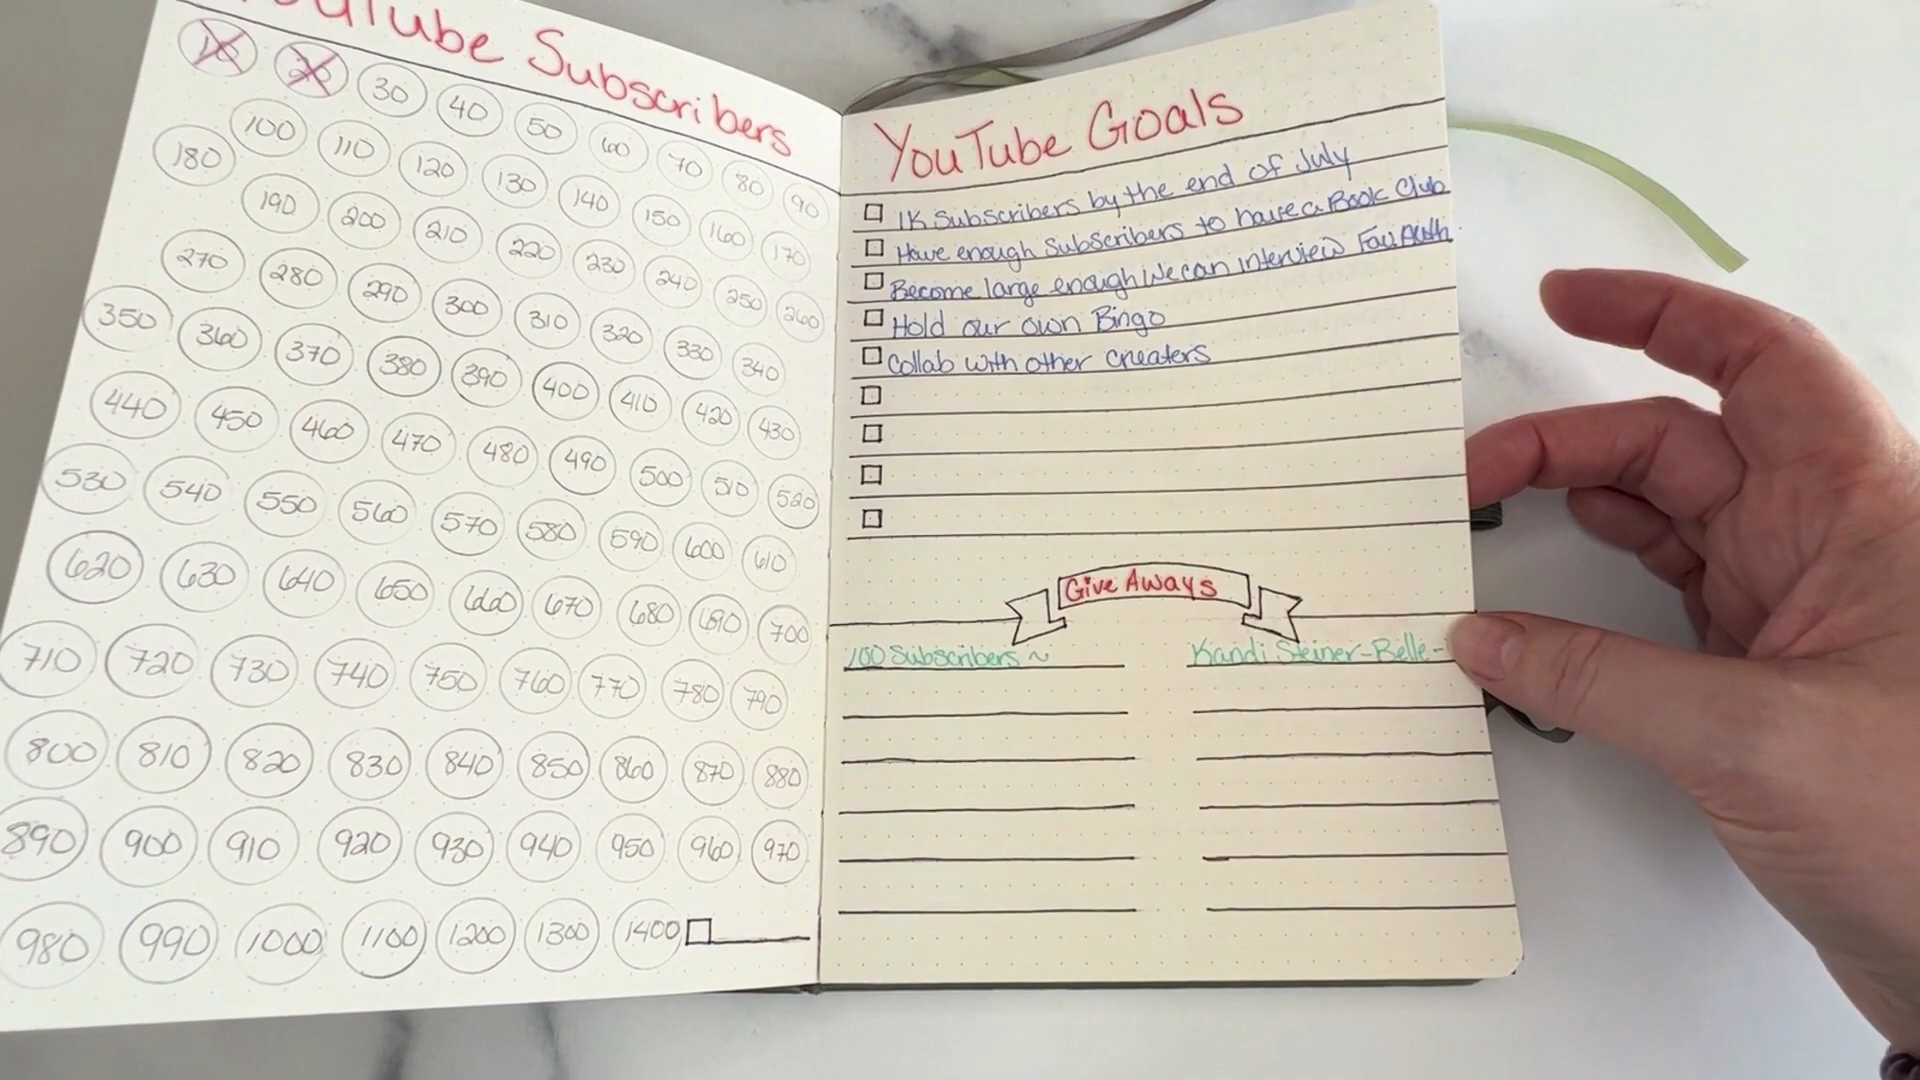 YouTube Subscribers
10 20 30 40 50 60 70 80 90
100 110 120 130 140 150 160 170
180 190 200 210 220 230 240 250 260
270 280 290 300 310 320 330 340
350 360 370 380 390 400 410 420 430
440 450 460 470 480 490 500 510 520
530 540 550 560 570 580 590 600 610
620 630 640 650 660 670 680 690 700
710 720 730 740 750 760 770 780 790
800 810 820 830 840 850 860 870 880
890 900 910 920 930 940 950 960 970
980 990 1000 1100 1200 1300 1400
YouTube Goals
1K Subscribers by the end of July
Have enough Subscribers to have a Book Club
Become large enough We can interview Fav Auth.
Hold our own Bingo
Collab with other creaters
Give Aways
100 Subscribers ~
Kandi Steiner-Belle-